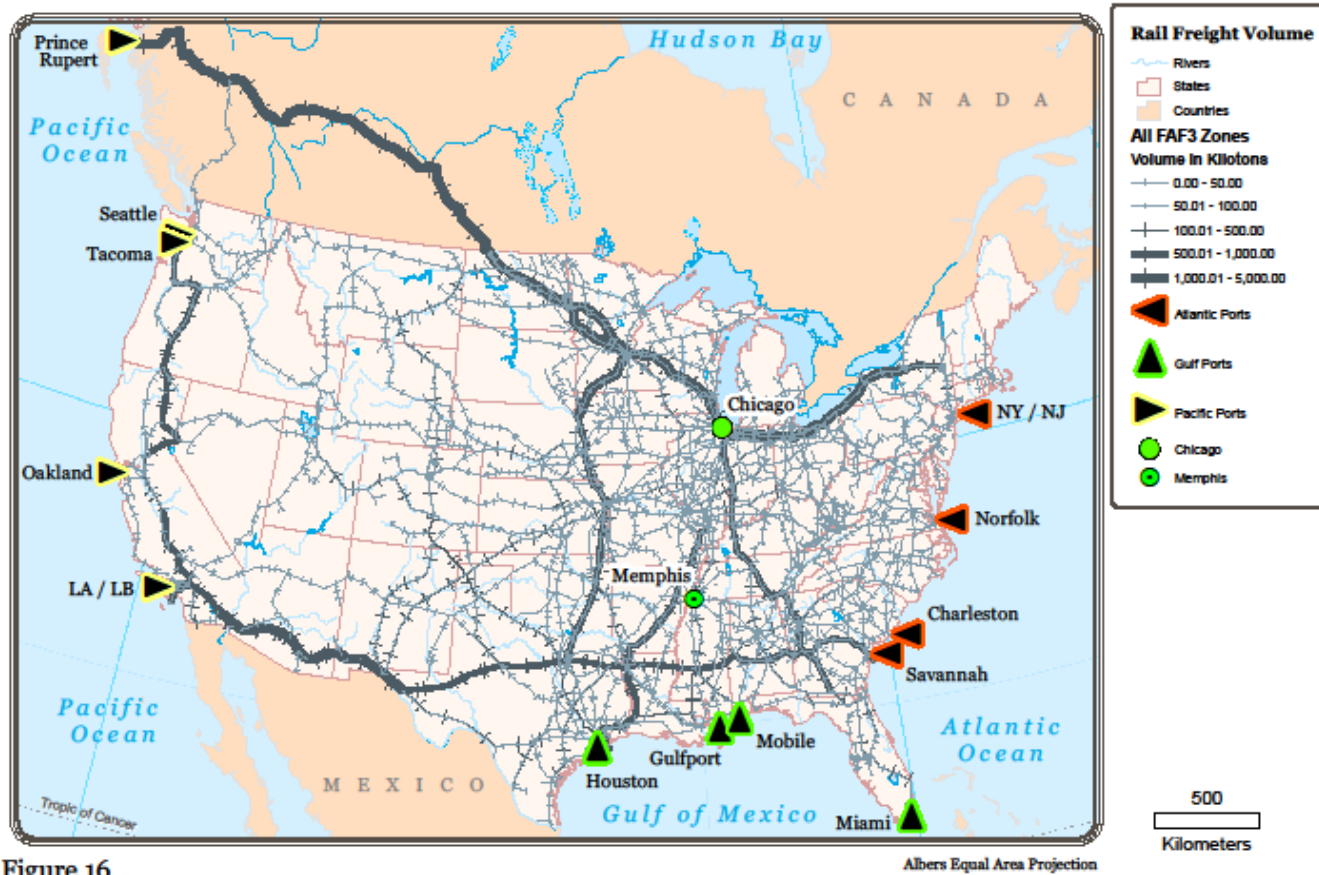 Prince
Rupert
Hudson Bay
CANADA
Pacific
Ocean
Seattle
Tacoma
Chicago
NY / NJ
Oakland
Norfolk
LA / LB
Memphis
Charleston
Savannah
Pacific
Ocean
Atlantic
Ocean
Mobile
Gulfport
Houston
MEXICO
Gulf of Mexico
Miami
Tropic of Cancer
Rail Freight Volume
Rivers
States
Countries
All FAF3 Zones
Volume in Kilotons
0.00 - 50.00
50.01 - 100.00
100.01 - 500.00
500.01 - 1,000.00
1,000.01 - 5,000.00
Atlantic Ports
Gulf Ports
Pacific Ports
Chicago
Memphis
500
Kilometers
Figure 16
Albers Equal Area Projection